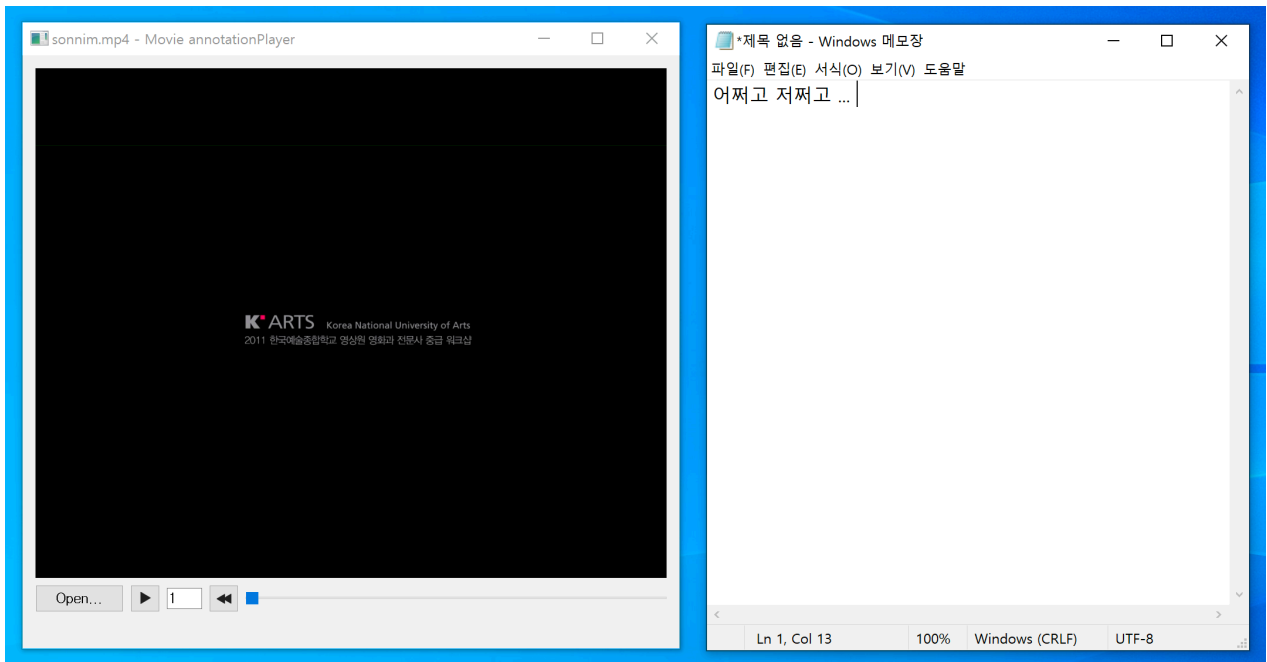 sonnim.mp4 - Movie annotationPlayer
K ARTS Korea National University of Arts
2011 한국예술종합학교 영상원 영화과 전문사 중급 워크샵
Open...
1
*제목 없음 - Windows 메모장
파일(F) 편집(E) 서식(O) 보기(V) 도움말
어쩌고 저쩌고 ...
Ln 1, Col 13
100%
Windows (CRLF)
UTF-8